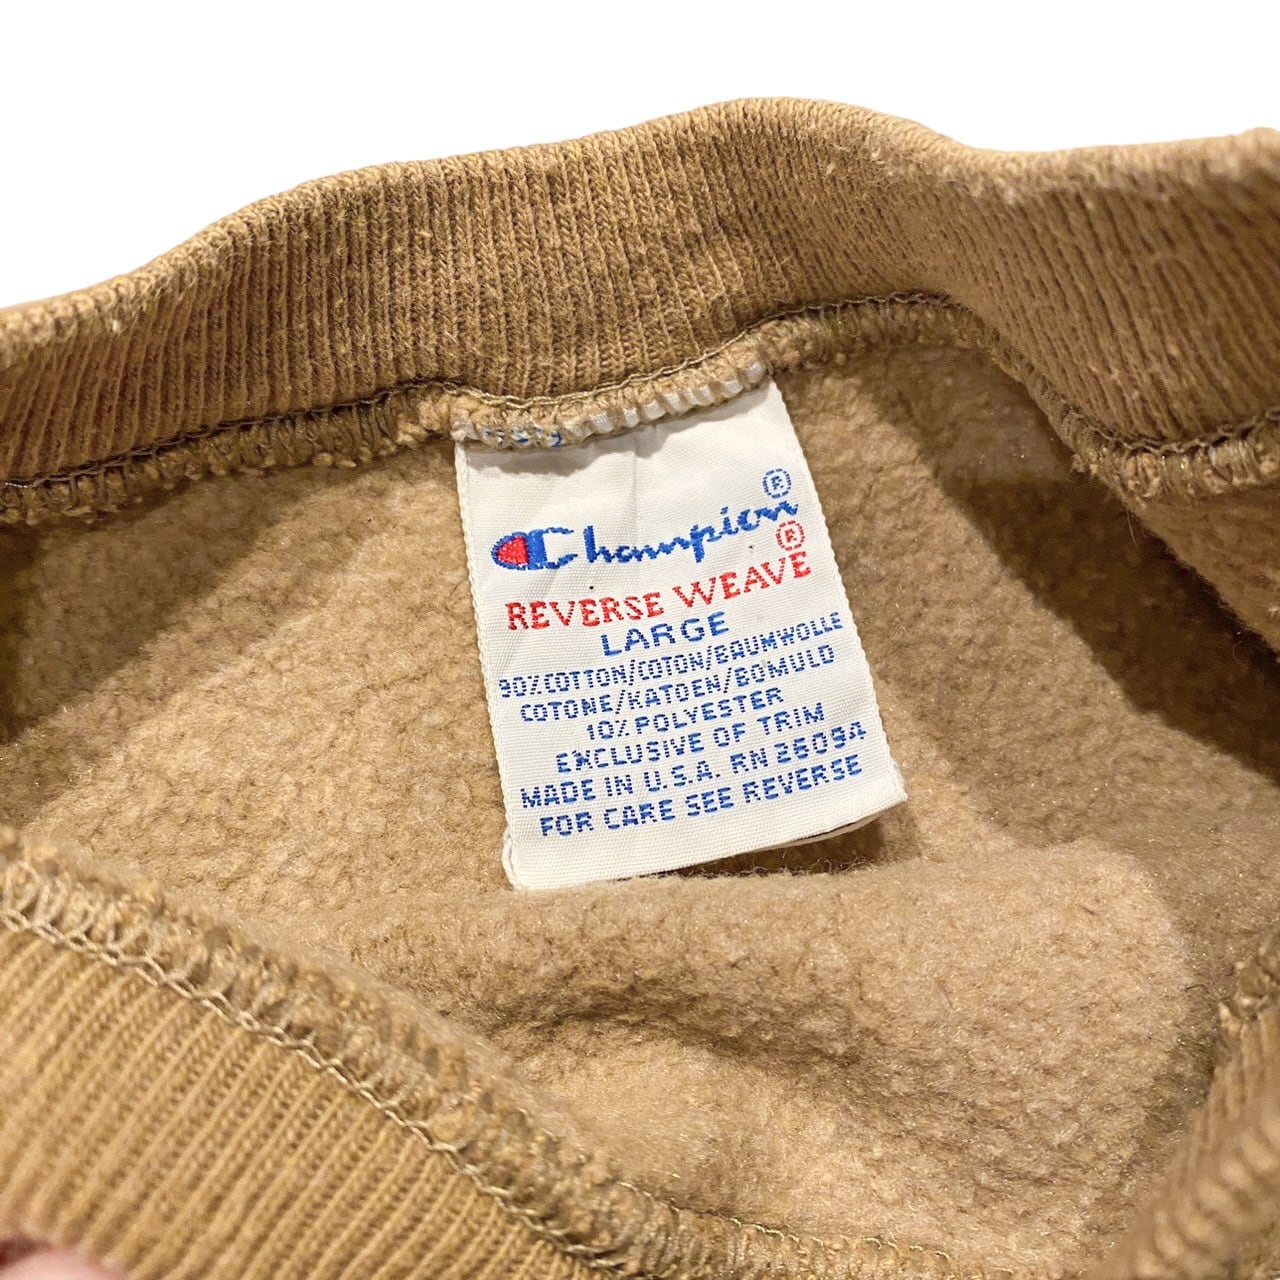 Champion®
REVERSE WEAVE®
LARGE
90% COTTON/COTON/BAUMWOLLE
COTONE/KATOEN/BOMULD
10% POLYESTER
EXCLUSIVE OF TRIM
MADE IN U.S.A. RN 26094
FOR CARE SEE REVERSE